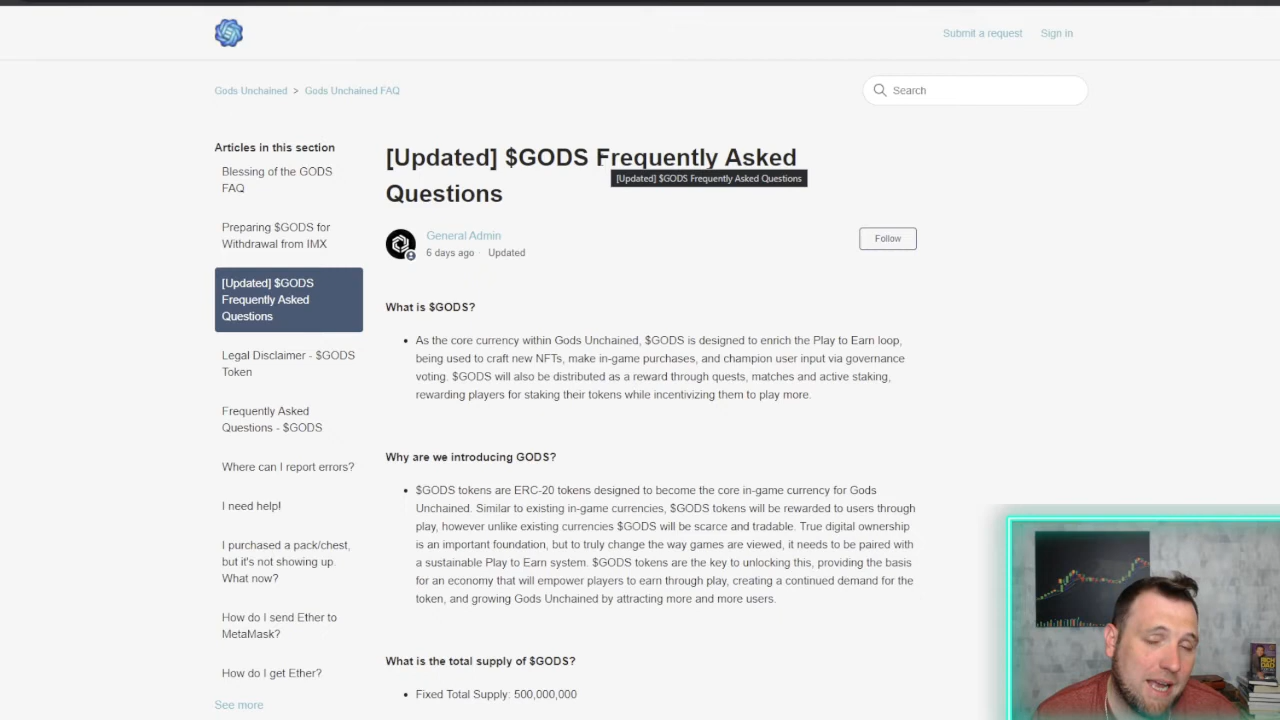 Submit a request
Sign in
Gods Unchained > Gods Unchained FAQ
Search
Articles in this section
Blessing of the GODS
FAQ
Preparing $GODS for
Withdrawal from IMX
[Updated] $GODS
Frequently Asked
Questions
Legal Disclaimer - $GODS
Token
Frequently Asked
Questions - $GODS
Where can I report errors?
I need help!
I purchased a pack/chest,
but it's not showing up.
What now?
How do I send Ether to
MetaMask?
How do I get Ether?
See more
[Updated] $GODS Frequently Asked
Questions
[Updated] $GODS Frequently Asked Questions
General Admin
6 days ago · Updated
Follow
What is $GODS?
• As the core currency within Gods Unchained, $GODS is designed to enrich the Play to Earn loop,
being used to craft new NFTs, make in-game purchases, and champion user input via governance
voting. $GODS will also be distributed as a reward through quests, matches and active staking,
rewarding players for staking their tokens while incentivizing them to play more.
Why are we introducing GODS?
• $GODS tokens are ERC-20 tokens designed to become the core in-game currency for Gods
Unchained. Similar to existing in-game currencies, $GODS tokens will be rewarded to users through
play, however unlike existing currencies $GODS will be scarce and tradable. True digital ownership
is an important foundation, but to truly change the way games are viewed, it needs to be paired with
a sustainable Play to Earn system. $GODS tokens are the key to unlocking this, providing the basis
for an economy that will empower players to earn through play, creating a continued demand for the
token, and growing Gods Unchained by attracting more and more users.
What is the total supply of $GODS?
• Fixed Total Supply: 500,000,000
RICH
DAD